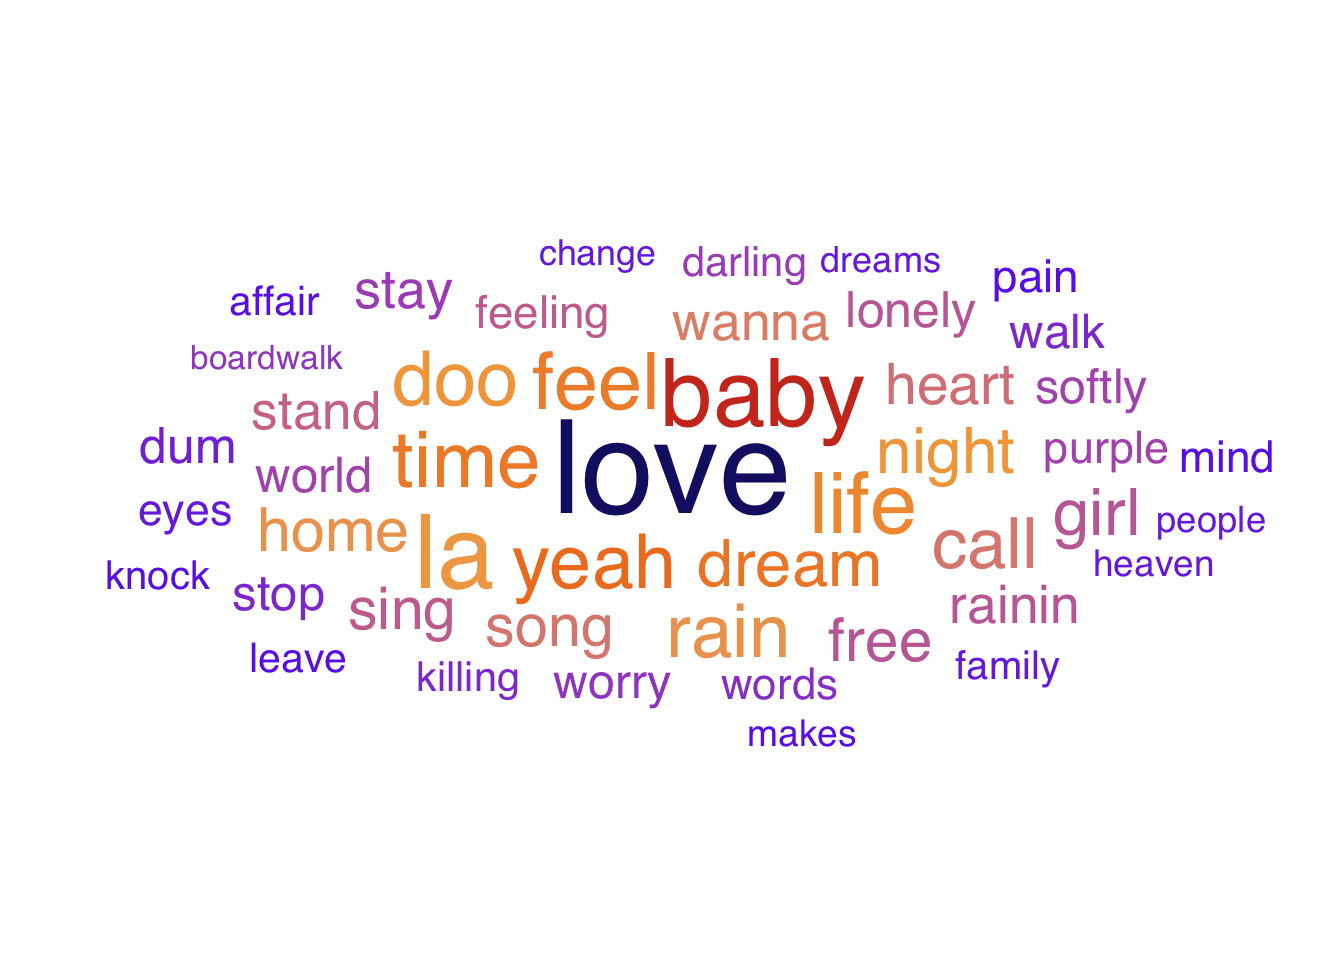 change darling dreams
affair stay feeling wanna lonely pain
boardwalk walk
doo feel baby heart softly
stand
dum world time love night purple mind
eyes home la life girl people
knock yeah dream call heaven
stop sing song rain free rainin
leave killing worry words family
makes